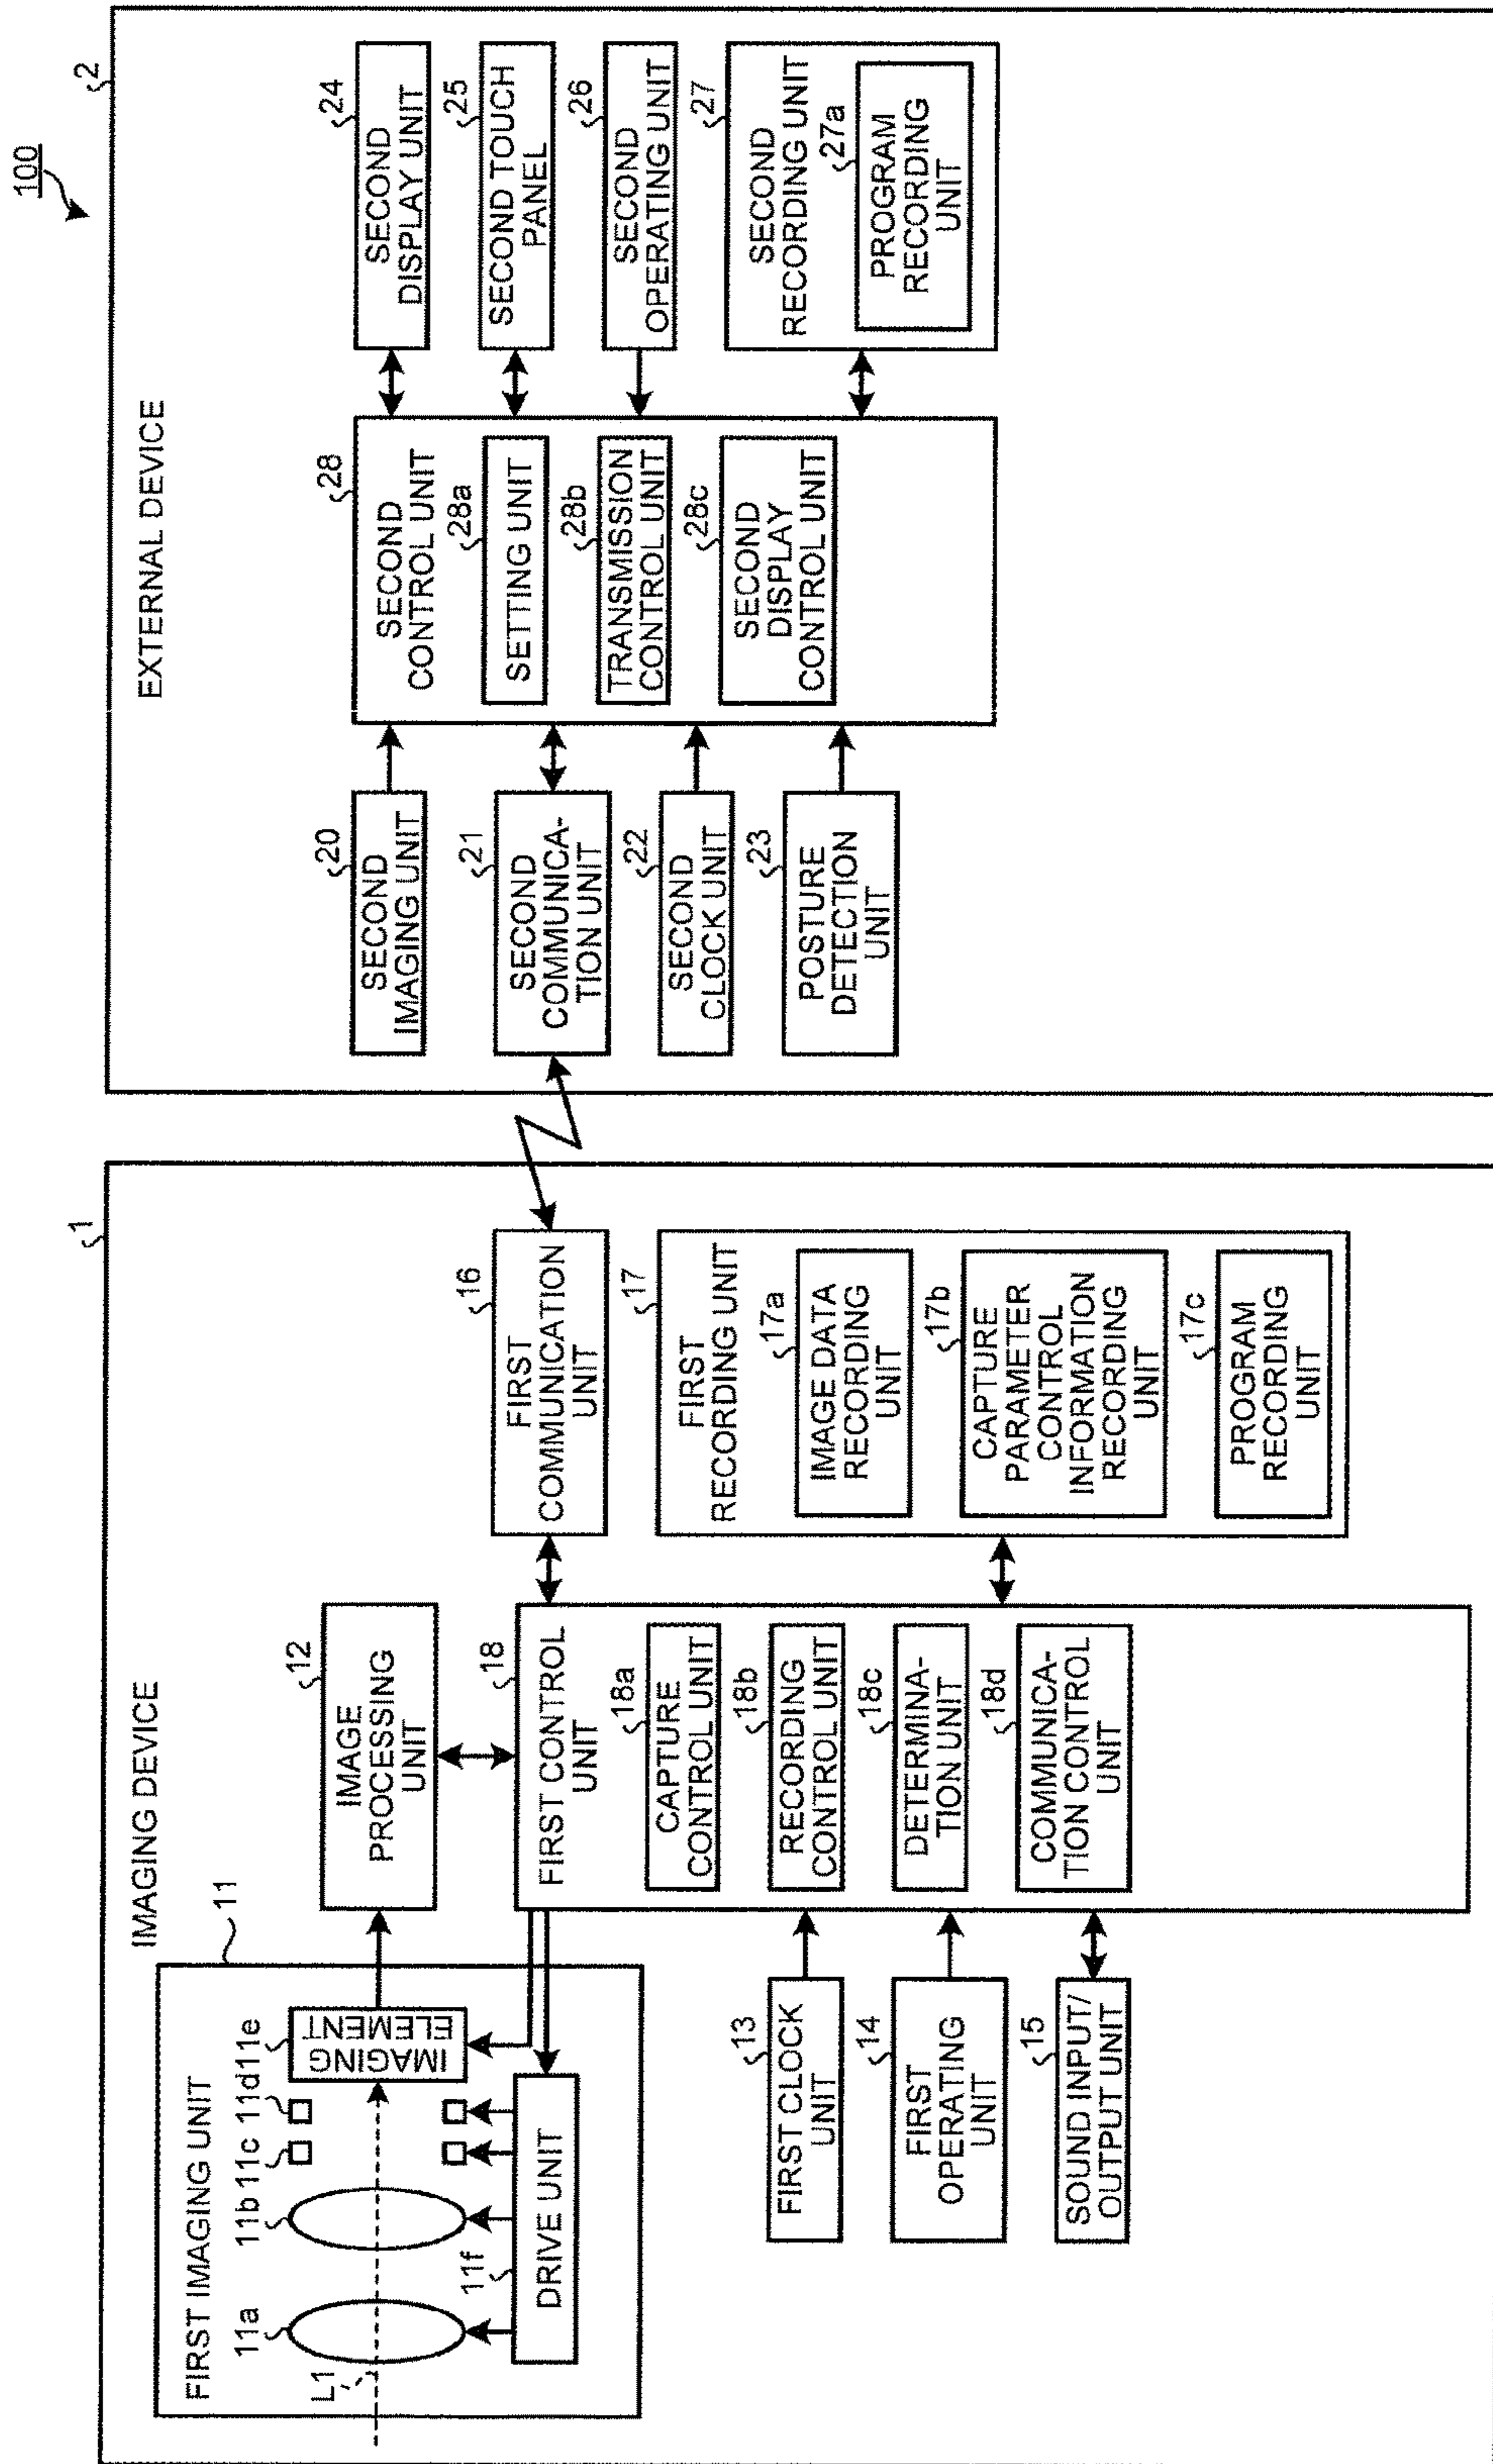 100
1
IMAGING DEVICE
FIRST IMAGING UNIT
11
11a
11b
11c
11d
11e
IMAGING
ELEMENT
L1
11f
DRIVE UNIT
12
IMAGE
PROCESSING
UNIT
18
FIRST CONTROL
UNIT
18a
CAPTURE
CONTROL UNIT
18b
RECORDING
CONTROL UNIT
18c
DETERMINA-
TION UNIT
18d
COMMUNICA-
TION CONTROL
UNIT
13
FIRST CLOCK
UNIT
14
FIRST
OPERATING
UNIT
15
SOUND INPUT/
OUTPUT UNIT
16
FIRST
COMMUNICATION
UNIT
17
FIRST
RECORDING UNIT
17a
IMAGE DATA
RECORDING
UNIT
17b
CAPTURE
PARAMETER
CONTROL
INFORMATION
RECORDING
UNIT
17c
PROGRAM
RECORDING
UNIT
2
EXTERNAL DEVICE
20
SECOND
IMAGING UNIT
21
SECOND
COMMUNICA-
TION UNIT
22
SECOND
CLOCK UNIT
23
POSTURE
DETECTION
UNIT
28
SECOND
CONTROL UNIT
28a
SETTING UNIT
28b
TRANSMISSION
CONTROL UNIT
28c
SECOND
DISPLAY
CONTROL UNIT
24
SECOND
DISPLAY UNIT
25
SECOND TOUCH
PANEL
26
SECOND
OPERATING UNIT
27
SECOND
RECORDING UNIT
27a
PROGRAM
RECORDING
UNIT